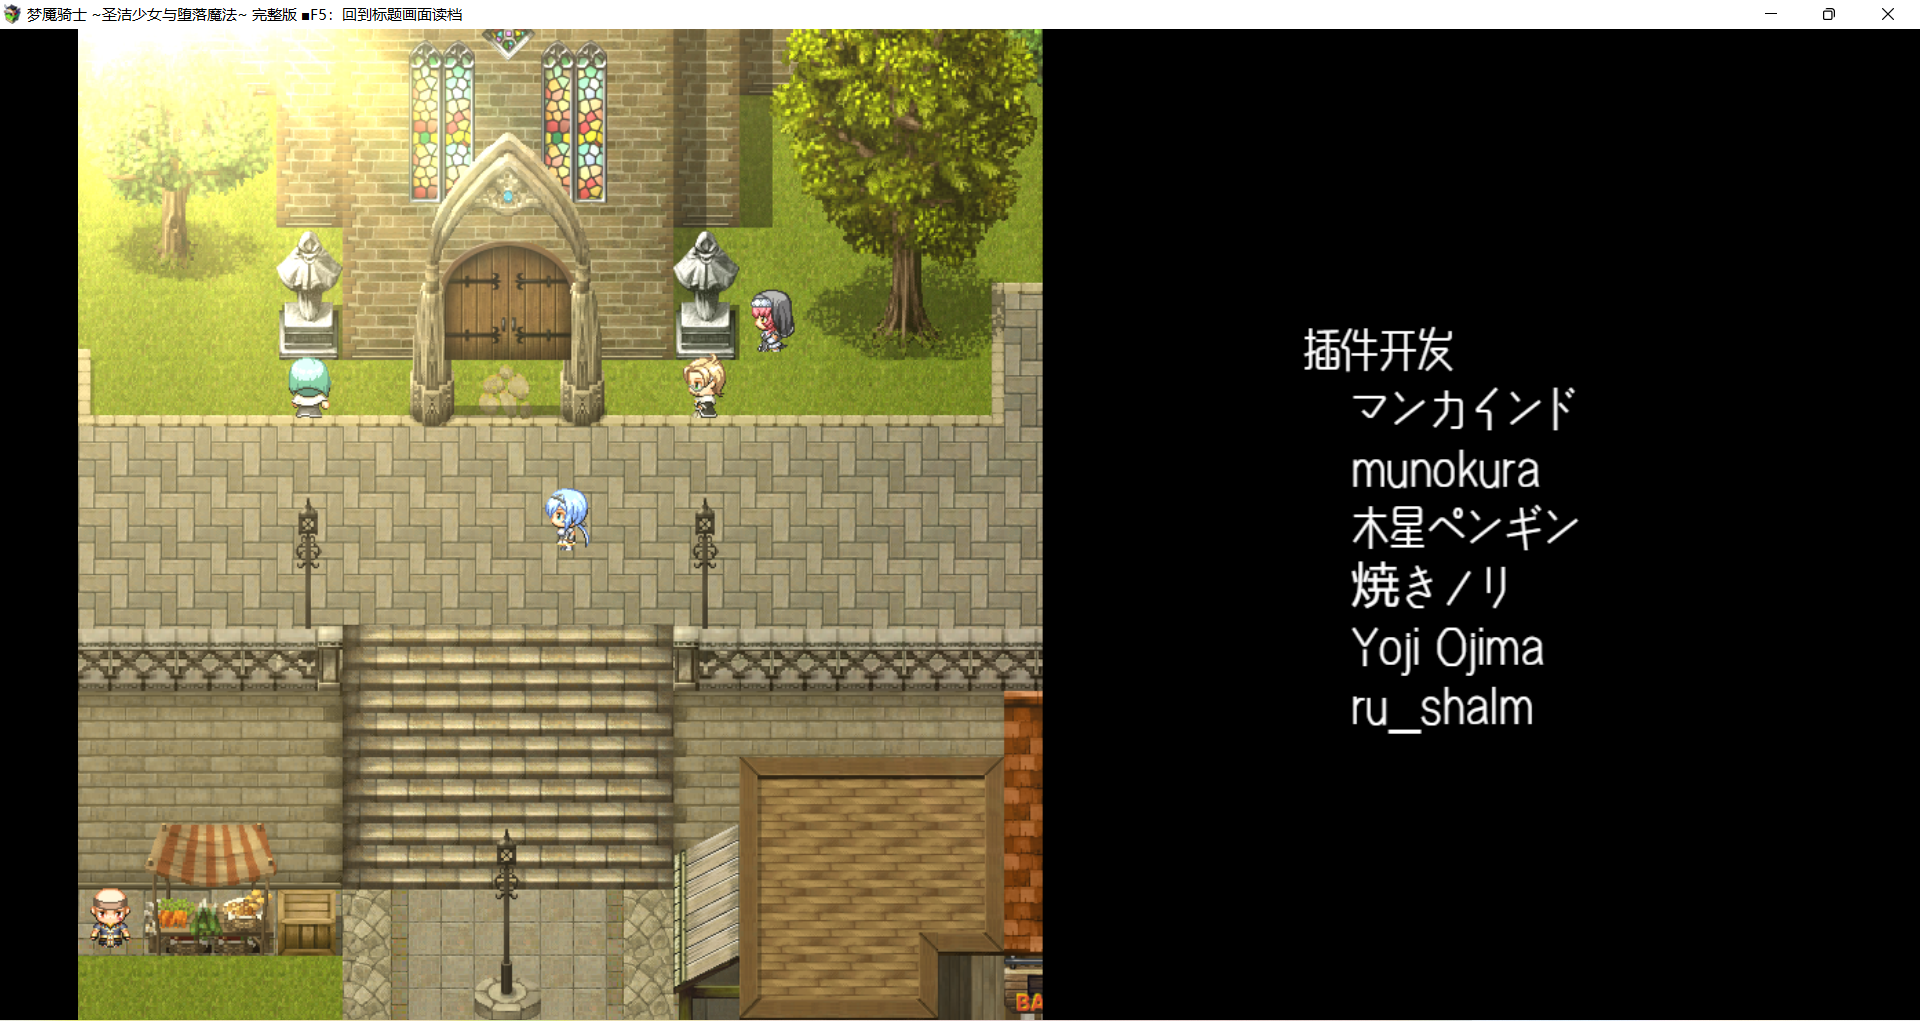 梦魇骑士 ~圣洁少女与堕落魔法~ 完整版 ■F5：回到标题画面读档
插件开发
マンカインド
munokura
木星ペンギン
焼きノリ
Yoji Ojima
ru_shalm
BA